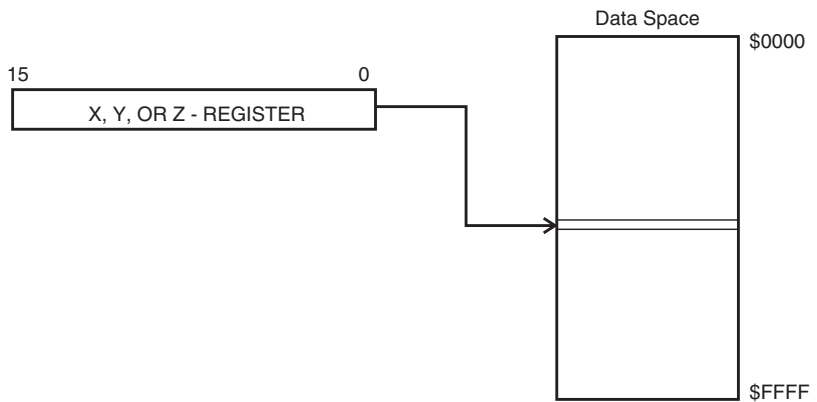 Data Space
$0000
15 0
X, Y, OR Z - REGISTER
$FFFF